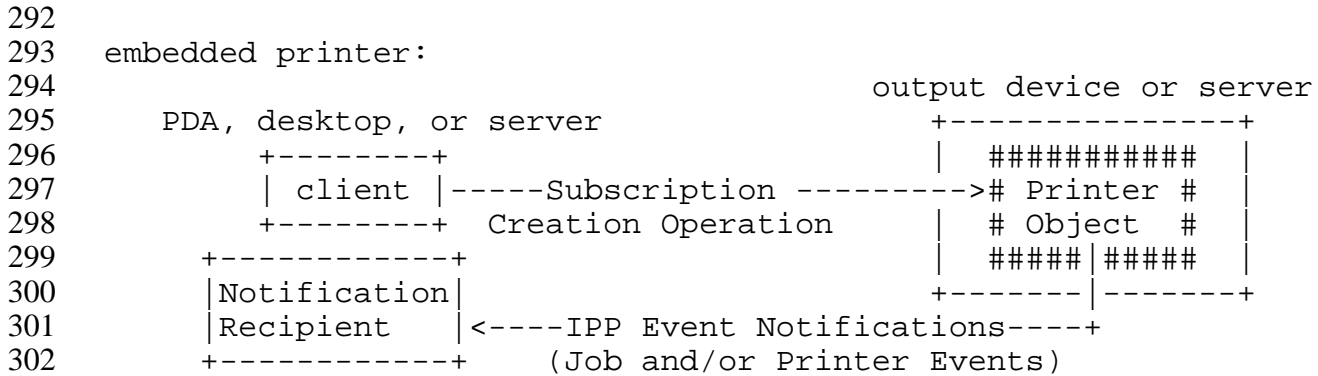 292
293 embedded printer:
294 output device or server
295 PDA, desktop, or server +---------------+
296 +--------+ | ########### |
297 | client |-----Subscription ---------># Printer # |
298 +--------+ Creation Operation | # Object # |
299 +------------+ | #####|##### |
300 |Notification| +-------|-------+
301 |Recipient |<----IPP Event Notifications----+
302 +------------+ (Job and/or Printer Events)